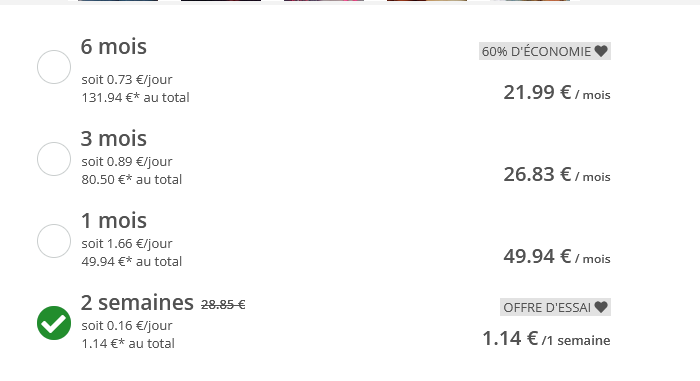 6 mois
60% D'ÉCONOMIE
soit 0.73 €/jour
131.94 €* au total
21.99 € / mois
3 mois
soit 0.89 €/jour
80.50 €* au total
26.83 € / mois
1 mois
soit 1.66 €/jour
49.94 €* au total
49.94 € / mois
2 semaines 28.85 €
OFFRE D'ESSAI
soit 0.16 €/jour
1.14 €* au total
1.14 € /1 semaine